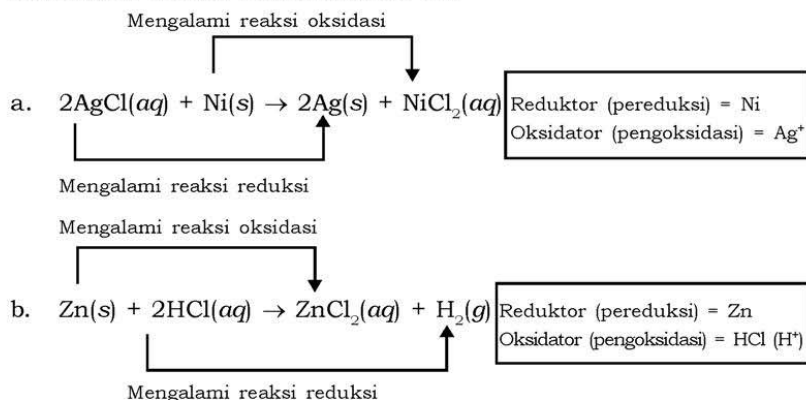 Mengalami reaksi oksidasi
a. 2AgCl(aq) + Ni(s) → 2Ag(s) + NiCl₂(aq)
Reduktor (pereduksi) = Ni
Oksidator (pengoksidasi) = Ag⁺
Mengalami reaksi reduksi
Mengalami reaksi oksidasi
b. Zn(s) + 2HCl(aq) → ZnCl₂(aq) + H₂(g)
Reduktor (pereduksi) = Zn
Oksidator (pengoksidasi) = HCl (H⁺)
Mengalami reaksi reduksi